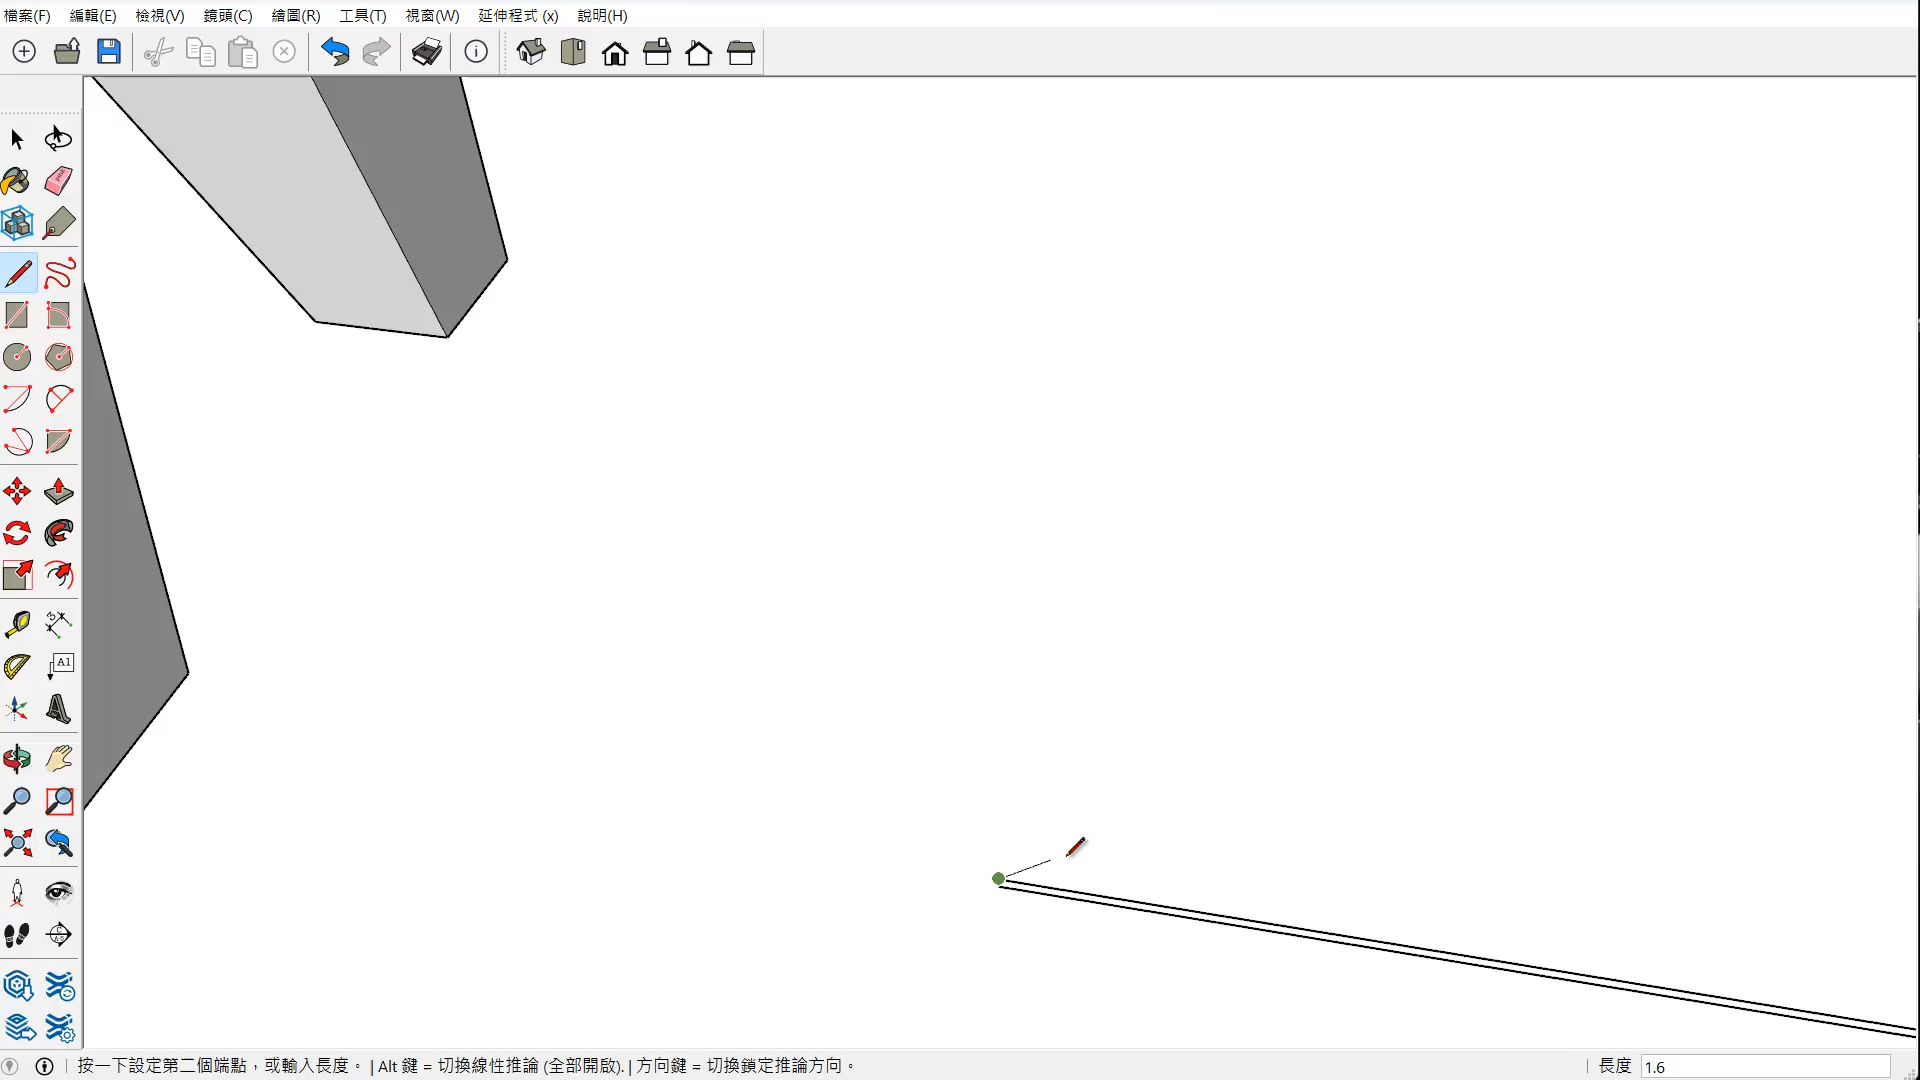 檔案(F) 編輯(E) 檢視(V) 鏡頭(C) 繪圖(R) 工具(T) 視窗(W) 延伸程式 (x) 說明(H)
A1
按一下設定第二個端點，或輸入長度。 | Alt 鍵 = 切換線性推論 (全部開啟). | 方向鍵 = 切換鎖定推論方向。 長度 1.6